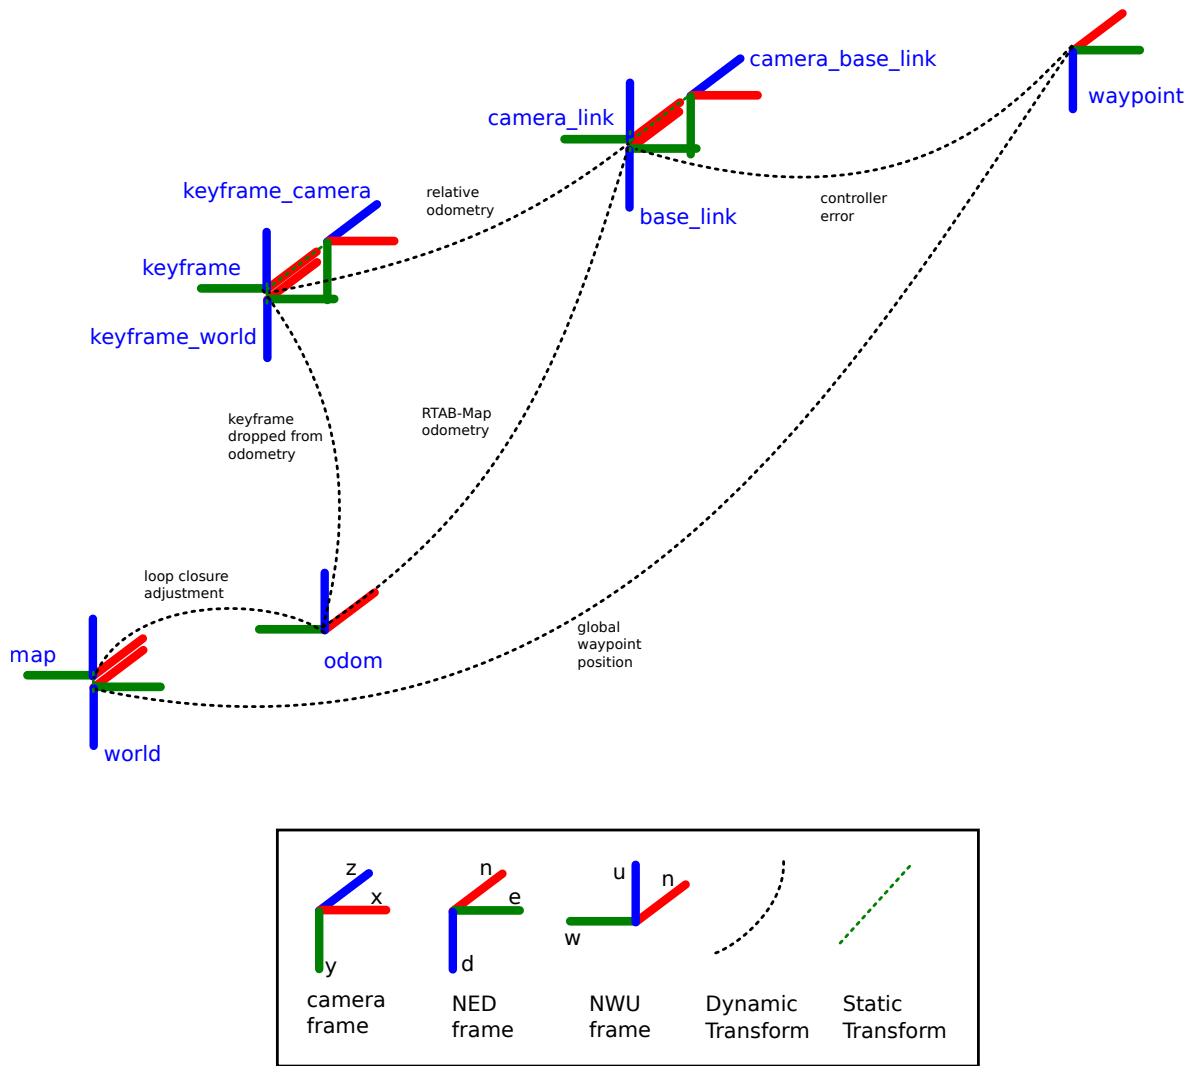 camera_base_link
waypoint
camera_link
keyframe_camera
relative
odometry
controller
error
base_link
keyframe
keyframe_world
keyframe
dropped from
odometry
RTAB-Map
odometry
loop closure
adjustment
global
waypoint
position
map
odom
world
z
x
y
camera
frame
n
e
d
NED
frame
u
n
w
NWU
frame
Dynamic
Transform
Static
Transform